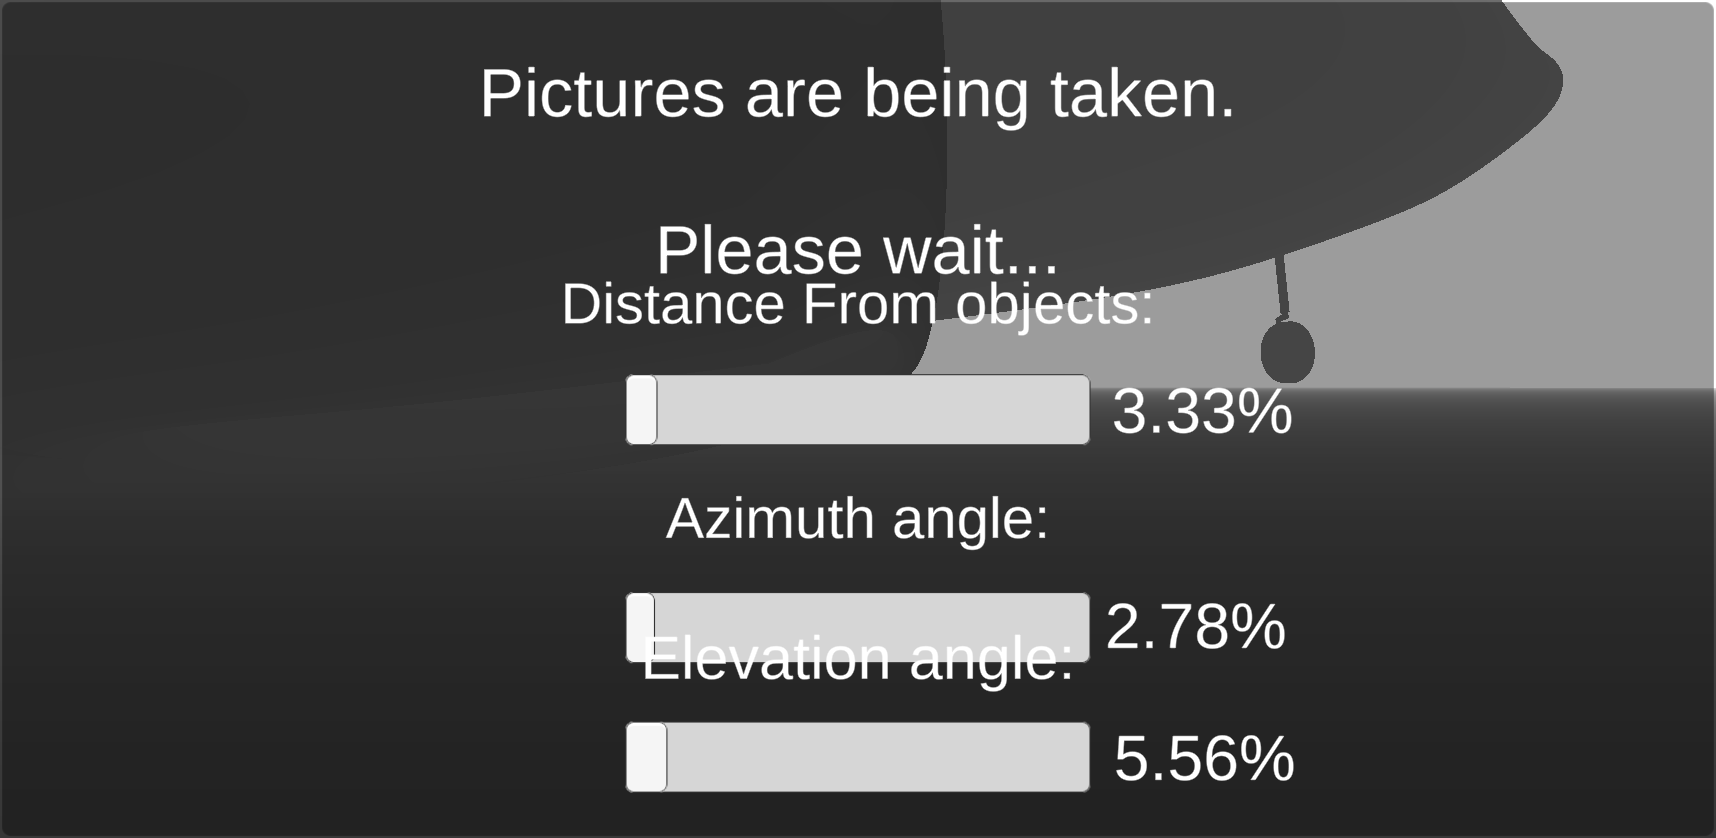 Pictures are being taken.
Please wait...
Distance From objects:
3.33%
Azimuth angle:
2.78%
Elevation angle:
5.56%